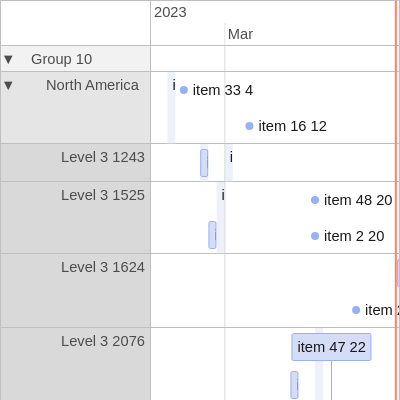 2023
Mar
▼ Group 10
▼ North America
i
item 33 4
item 16 12
Level 3 1243
i
Level 3 1525
i
item 48 20
item 2 20
Level 3 1624
item
Level 3 2076
item 47 22